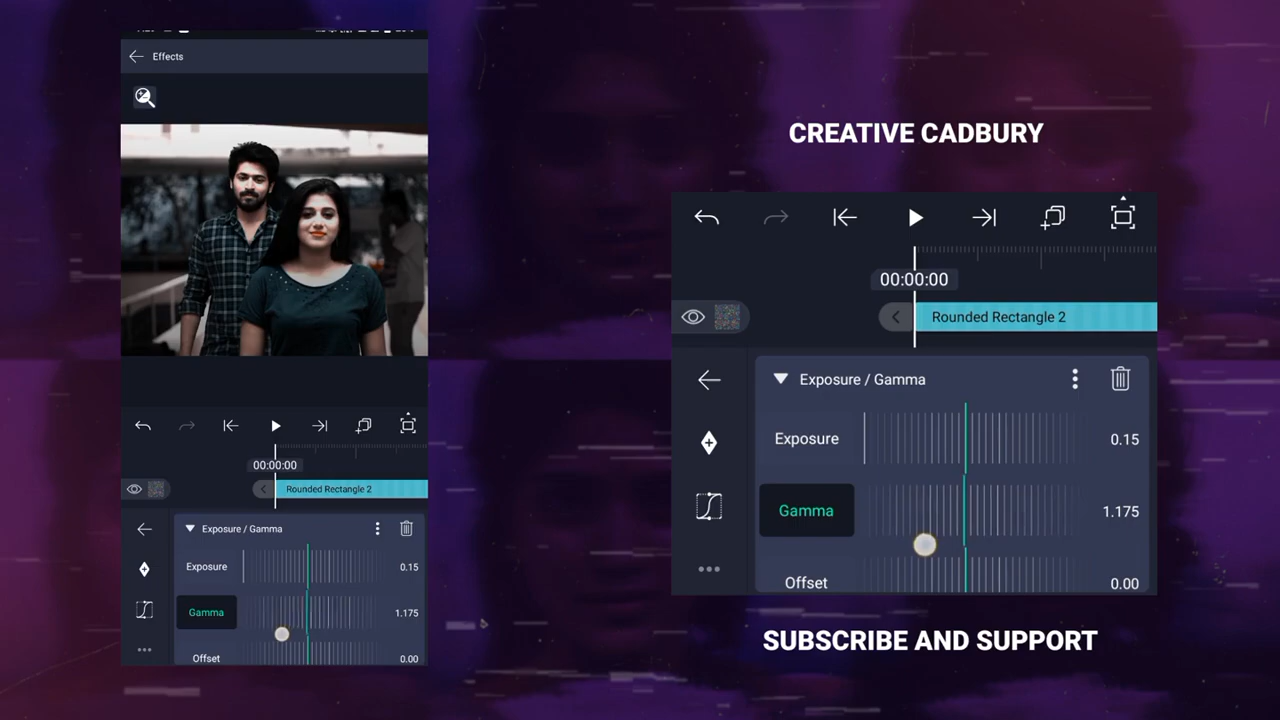 Effects
00:00:00
Rounded Rectangle 2
Exposure / Gamma
Exposure 0.15
Gamma 1.175
Offset 0.00
CREATIVE CADBURY
00:00:00
Rounded Rectangle 2
Exposure / Gamma
Exposure 0.15
Gamma 1.175
Offset 0.00
SUBSCRIBE AND SUPPORT